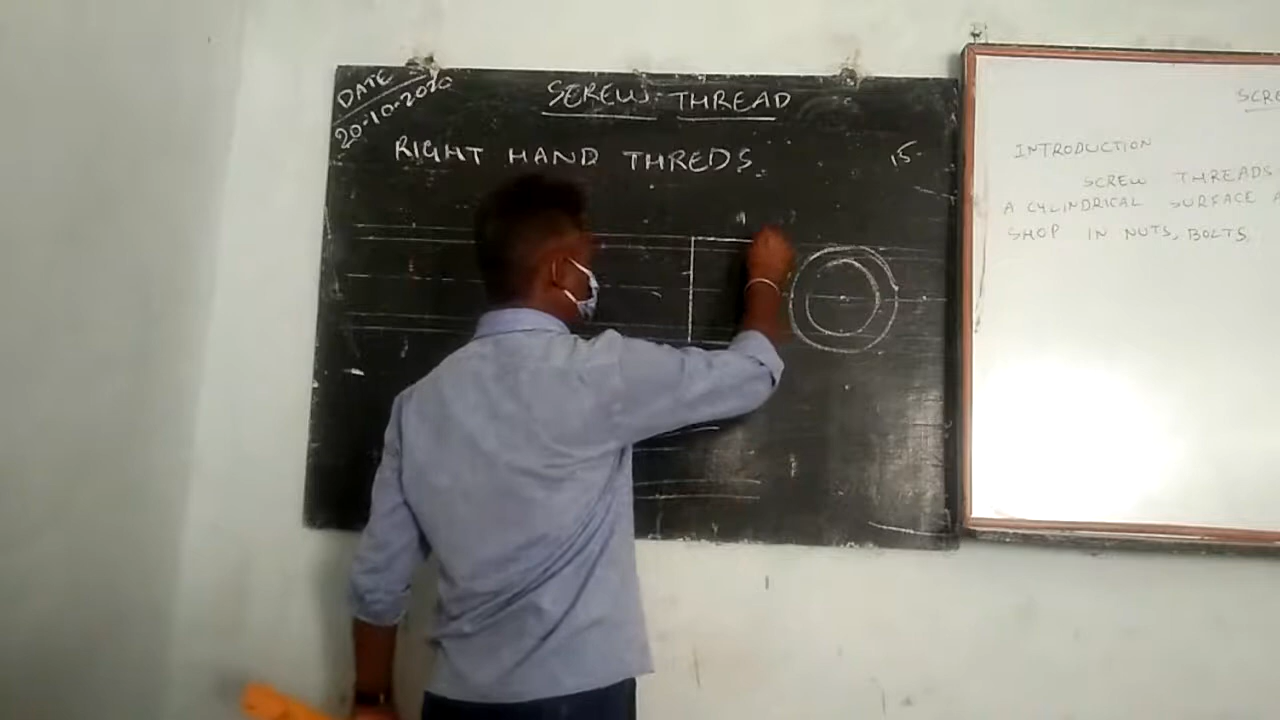 DATE
20.10.2020
SEREW THREAD
RIGHT HAND THREDS
15
SCRE
INTRODUCTION
SCREW THREADS
A CYLINDRICAL SURFACE A
SHOP IN NUTS, BOLTS,